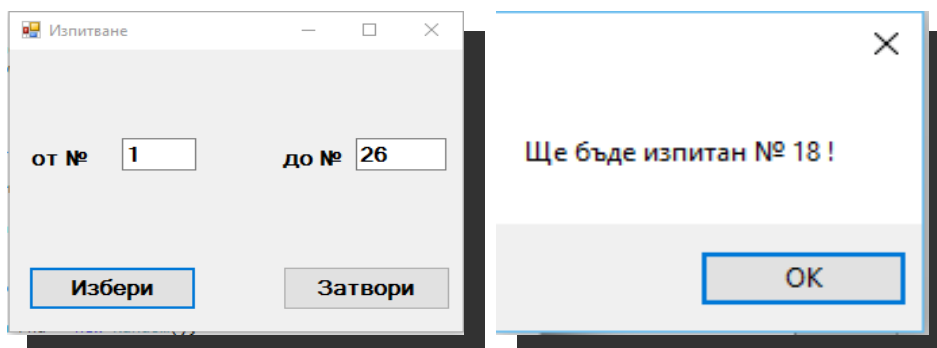 Изпитване
от № 1 до № 26
Избери Затвори
Ще бъде изпитан № 18 !
OK